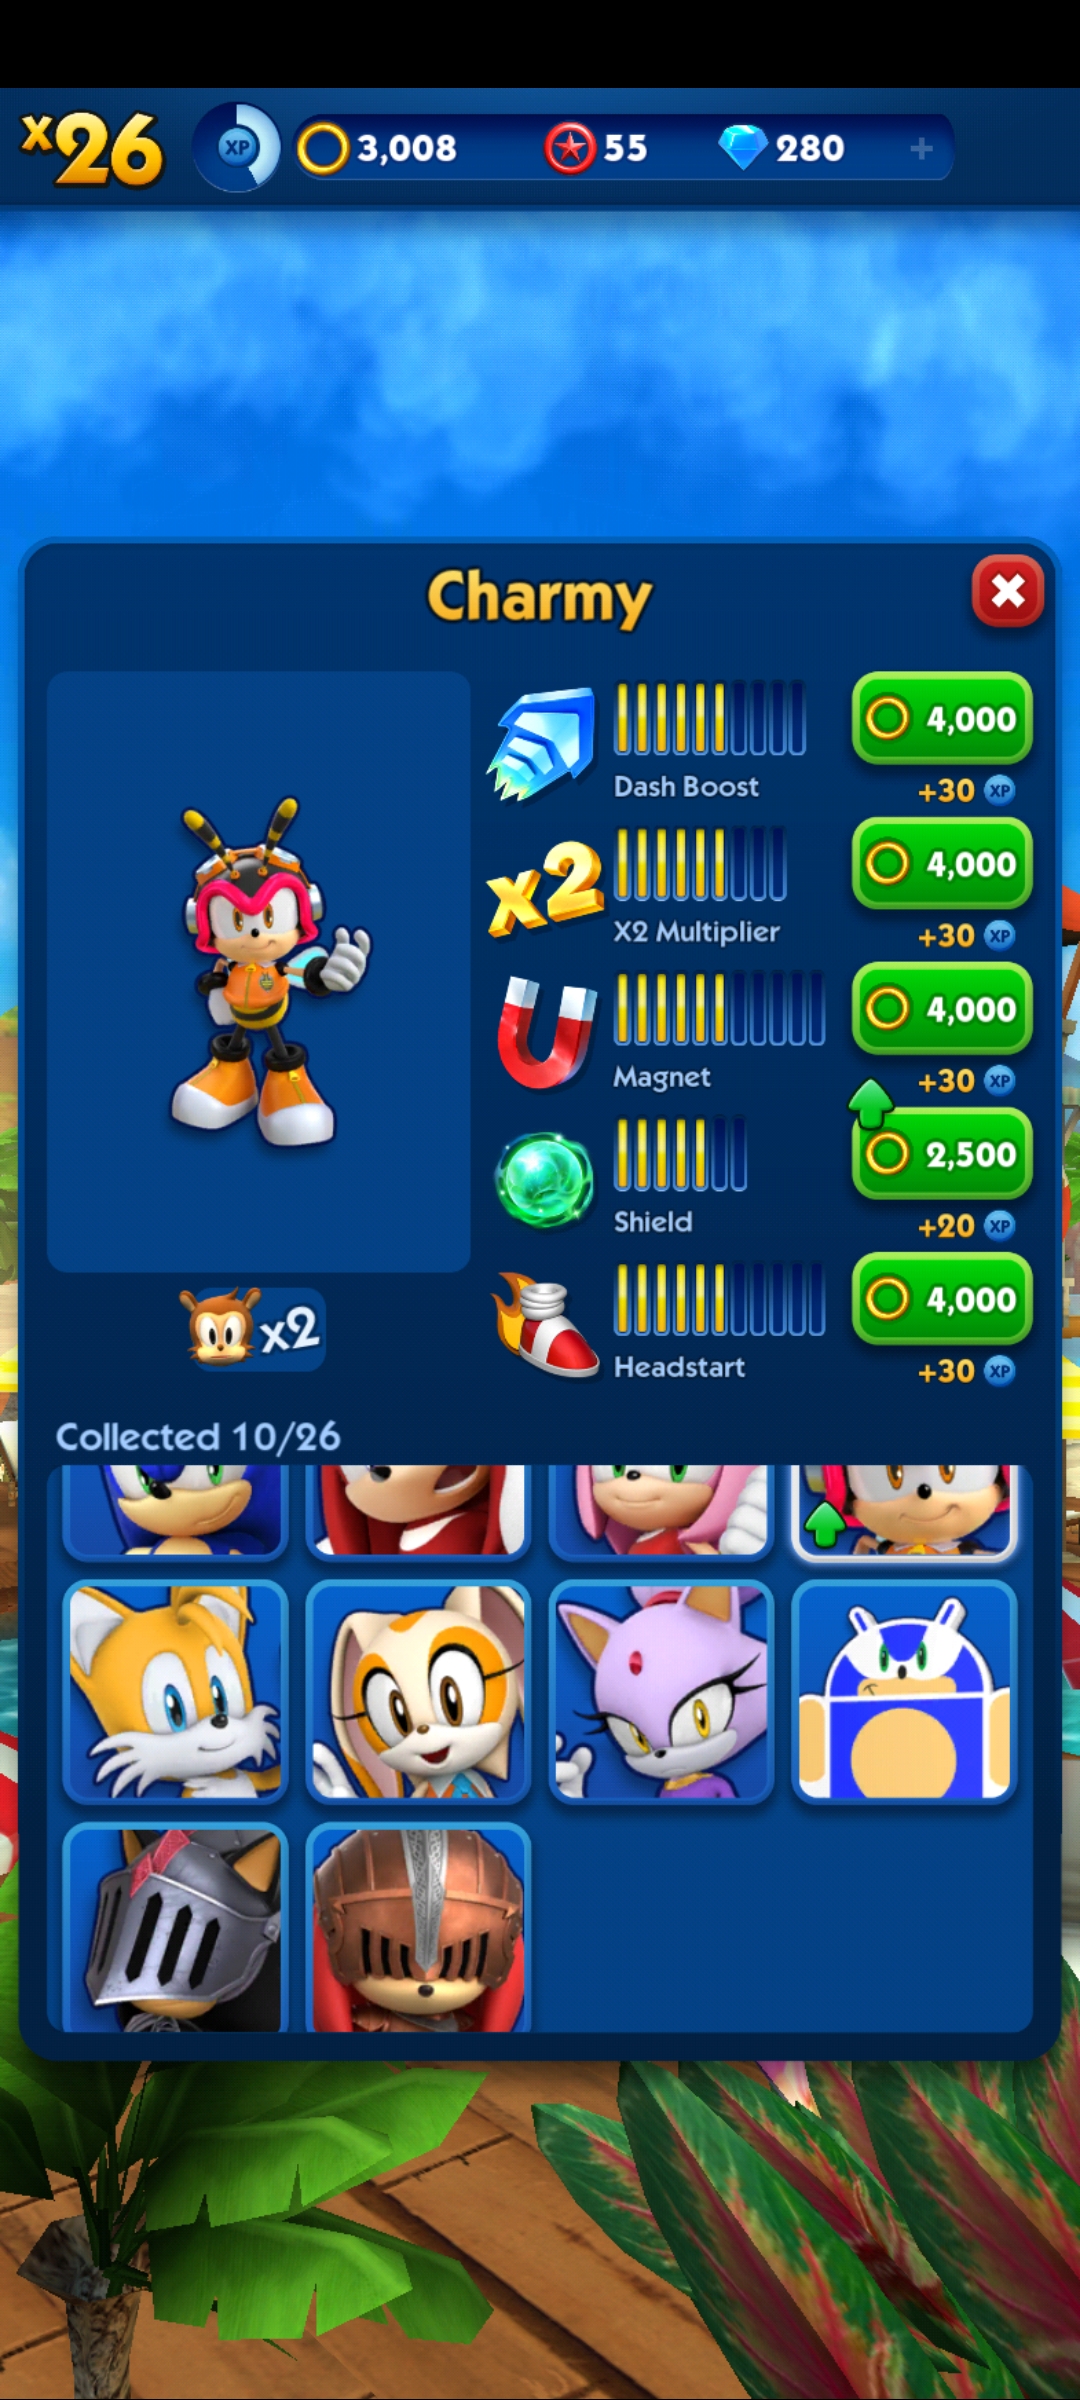 x26 XP 3,008 55 280 +
Charmy
4,000
Dash Boost +30 XP
x2 4,000
X2 Multiplier +30 XP
4,000
Magnet +30 XP
2,500
Shield +20 XP
x2 4,000
Headstart +30 XP
Collected 10/26